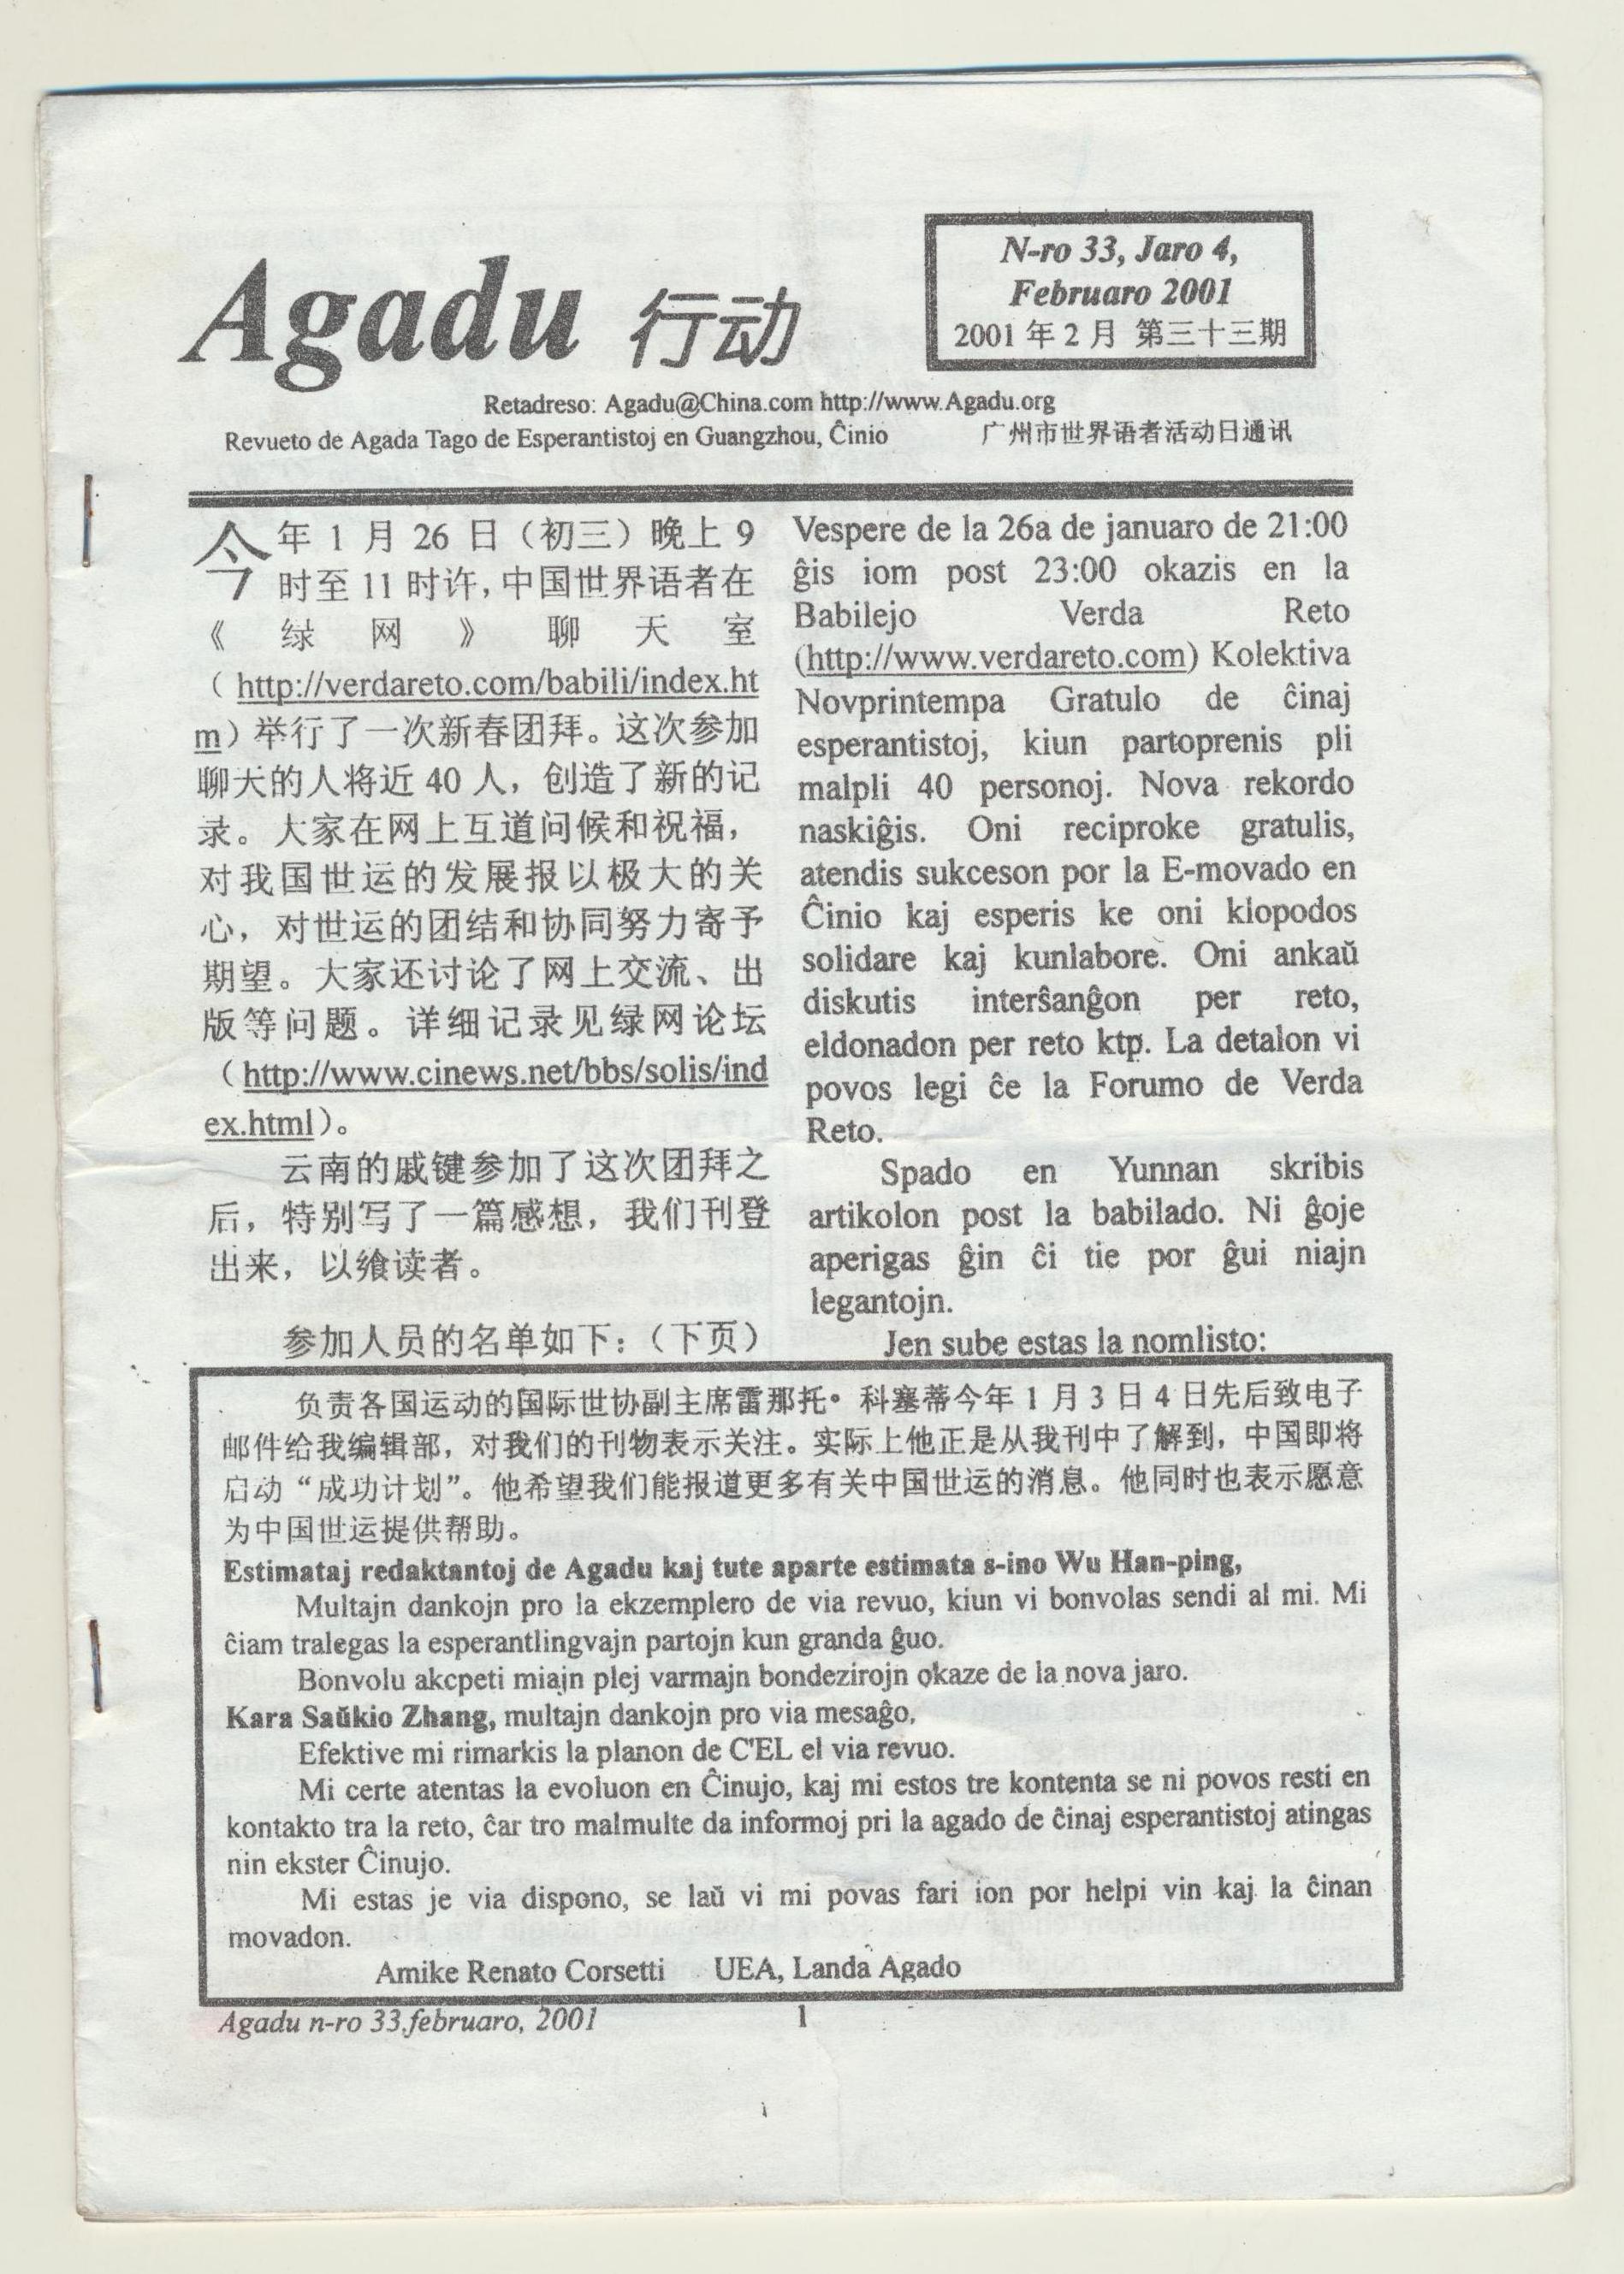 Agadu 行动
N-ro 33, Jaro 4,
Februaro 2001
2001 年 2 月 第三十三期
Retadreso: Agadu@China.com http://www.Agadu.org
Revueto de Agada Tago de Esperantistoj en Guangzhou, Ĉinio 广州市世界语者活动日通讯
今年 1 月 26 日（初三）晚上 9
时至 11 时许，中国世界语者在
《绿网》聊天室
（http://verdareto.com/babili/index.ht
m）举行了一次新春团拜。这次参加
聊天的人将近 40 人，创造了新的记
录。大家在网上互道问候和祝福，
对我国世运的发展报以极大的关
心，对世运的团结和协同努力寄予
期望。大家还讨论了网上交流、出
版等问题。详细记录见绿网论坛
（http://www.cinews.net/bbs/solis/ind
ex.html）。
云南的戚键参加了这次团拜之
后，特别写了一篇感想，我们刊登
出来，以飨读者。
参加人员的名单如下：（下页）
Vespere de la 26a de januaro de 21:00
ĝis iom post 23:00 okazis en la
Babilejo Verda Reto
(http://www.verdareto.com) Kolektiva
Novprintempa Gratulo de ĉinaj
esperantistoj, kiun partoprenis pli
malpli 40 personoj. Nova rekordo
naskiĝis. Oni reciproke gratulis,
atendis sukceson por la E-movado en
Ĉinio kaj esperis ke oni klopodos
solidare kaj kunlabore. Oni ankaŭ
diskutis interŝanĝon per reto,
eldonadon per reto ktp. La detalon vi
povos legi ĉe la Forumo de Verda
Reto.
Spado en Yunnan skribis
artikolon post la babilado. Ni ĝoje
aperigas ĝin ĉi tie por ĝui niajn
legantojn.
Jen sube estas la nomlisto:
负责各国运动的国际世协副主席雷那托•科塞蒂今年 1 月 3 日 4 日先后致电子
邮件给我编辑部，对我们的刊物表示关注。实际上他正是从我刊中了解到，中国即将
启动“成功计划”。他希望我们能报道更多有关中国世运的消息。他同时也表示愿意
为中国世运提供帮助。
Estimataj redaktantoj de Agadu kaj tute aparte estimata s-ino Wu Han-ping,
Multajn dankojn pro la ekzemplero de via revuo, kiun vi bonvolas sendi al mi. Mi
ĉiam tralegas la esperantlingvajn partojn kun granda ĝuo.
Bonvolu akcpeti miajn plej varmajn bondezirojn okaze de la nova jaro.
Kara Saŭkio Zhang, multajn dankojn pro via mesaĝo,
Efektive mi rimarkis la planon de C'EL el via revuo.
Mi certe atentas la evoluon en Ĉinujo, kaj mi estos tre kontenta se ni povos resti en
kontakto tra la reto, ĉar tro malmulte da informoj pri la agado de ĉinaj esperantistoj atingas
nin ekster Ĉinujo.
Mi estas je via dispono, se laŭ vi mi povas fari ion por helpi vin kaj la ĉinan
movadon.
Amike Renato Corsetti UEA, Landa Agado
Agadu n-ro 33,februaro, 2001 1